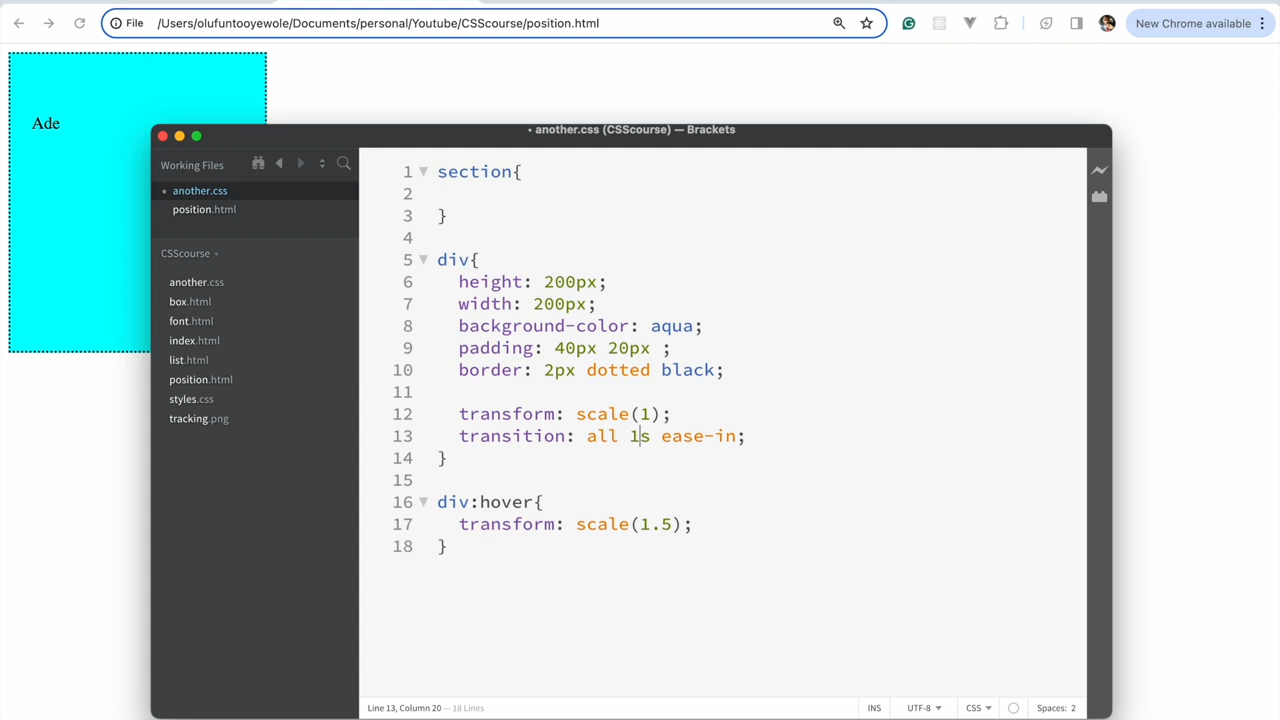 File /Users/olufuntooyewole/Documents/personal/Youtube/CSScourse/position.html
New Chrome available
Ade
• another.css (CSScourse) — Brackets
Working Files
another.css
position.html
CSScourse
another.css
box.html
font.html
index.html
list.html
position.html
styles.css
tracking.png
1 section{
2
3 }
4
5 div{
6 height: 200px;
7 width: 200px;
8 background-color: aqua;
9 padding: 40px 20px ;
10 border: 2px dotted black;
11
12 transform: scale(1);
13 transition: all 1s ease-in;
14 }
15
16 div:hover{
17 transform: scale(1.5);
18 }
Line 13, Column 20 — 18 Lines
INS UTF-8 CSS Spaces: 2